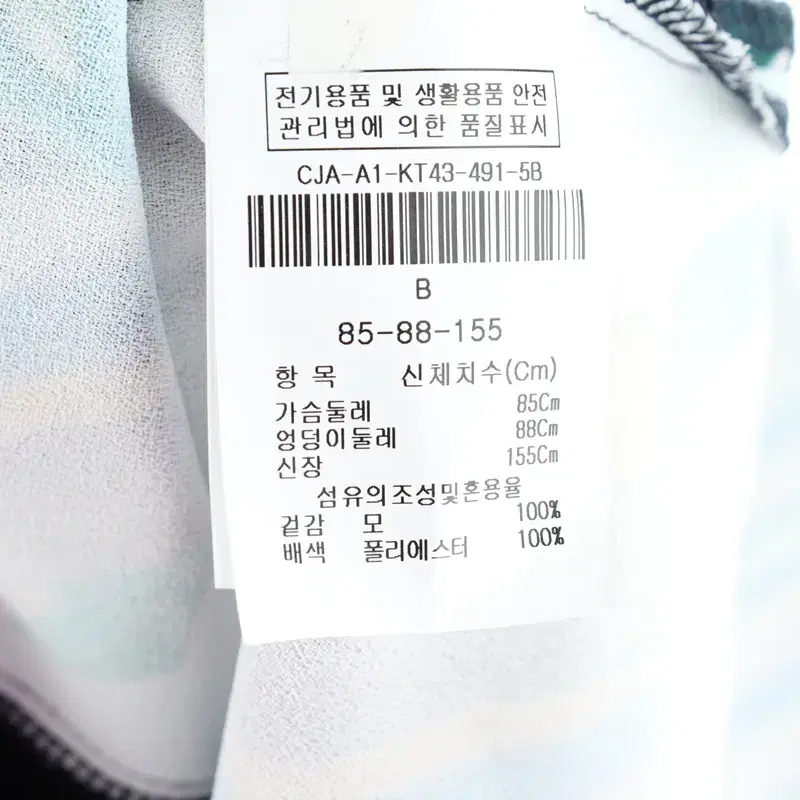 전기용품 및 생활용품 안전
관리법에 의한 품질표시
CJA-A1-KT43-491-5B
B
85-88-155
항 목 신체치수(Cm)
가슴둘레 85Cm
엉덩이둘레 88Cm
신장 155Cm
섬유의조성및혼용율
겉감 모 100%
배색 폴리에스터 100%